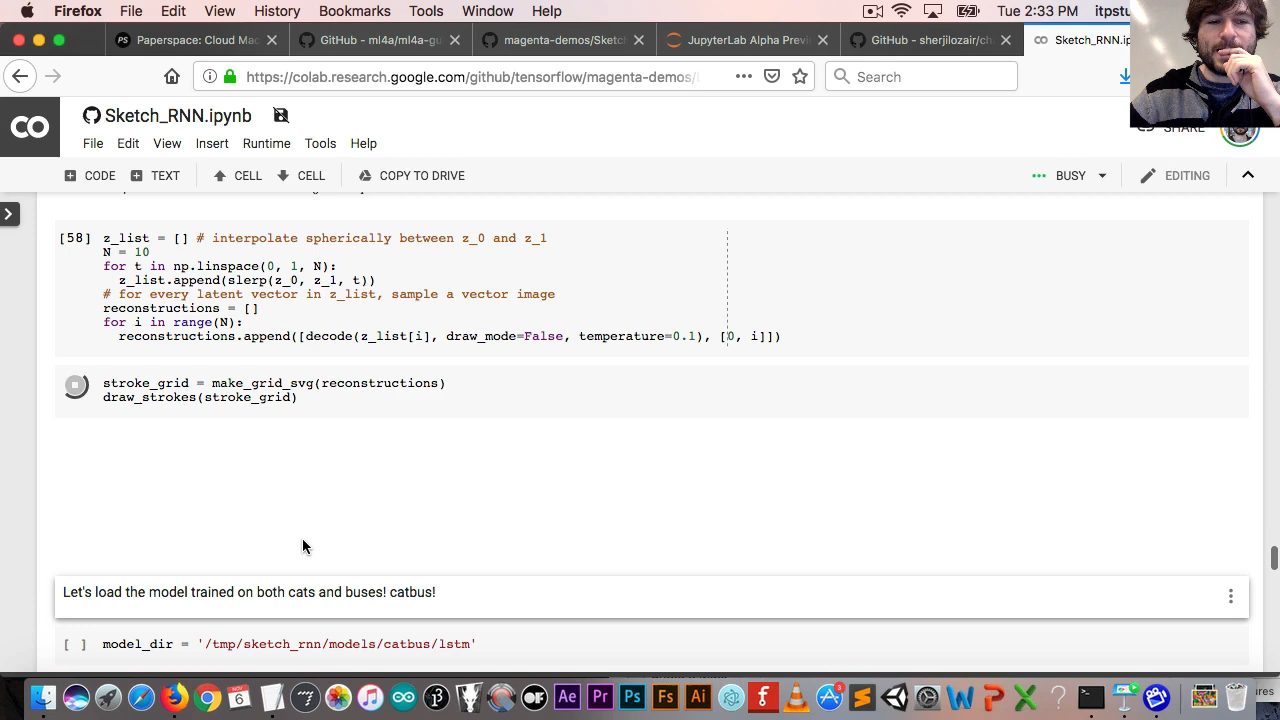 Firefox File Edit View History Bookmarks Tools Window Help Tue 2:33 PM itpstu
Paperspace: Cloud Mac GitHub - ml4a/ml4a-gu magenta-demos/Sketch JupyterLab Alpha Previ GitHub - sherjilozair/ch Sketch_RNN.ip
https://colab.research.google.com/github/tensorflow/magenta-demos/ Search
CO Sketch_RNN.ipynb
SHARE
File Edit View Insert Runtime Tools Help
CODE TEXT CELL CELL COPY TO DRIVE BUSY EDITING
[58] z_list = [] # interpolate spherically between z_0 and z_1
N = 10
for t in np.linspace(0, 1, N):
z_list.append(slerp(z_0, z_1, t))
# for every latent vector in z_list, sample a vector image
reconstructions = []
for i in range(N):
reconstructions.append([decode(z_list[i], draw_mode=False, temperature=0.1), [0, i]])
stroke_grid = make_grid_svg(reconstructions)
draw_strokes(stroke_grid)
Let's load the model trained on both cats and buses! catbus!
[ ] model_dir = '/tmp/sketch_rnn/models/catbus/lstm'